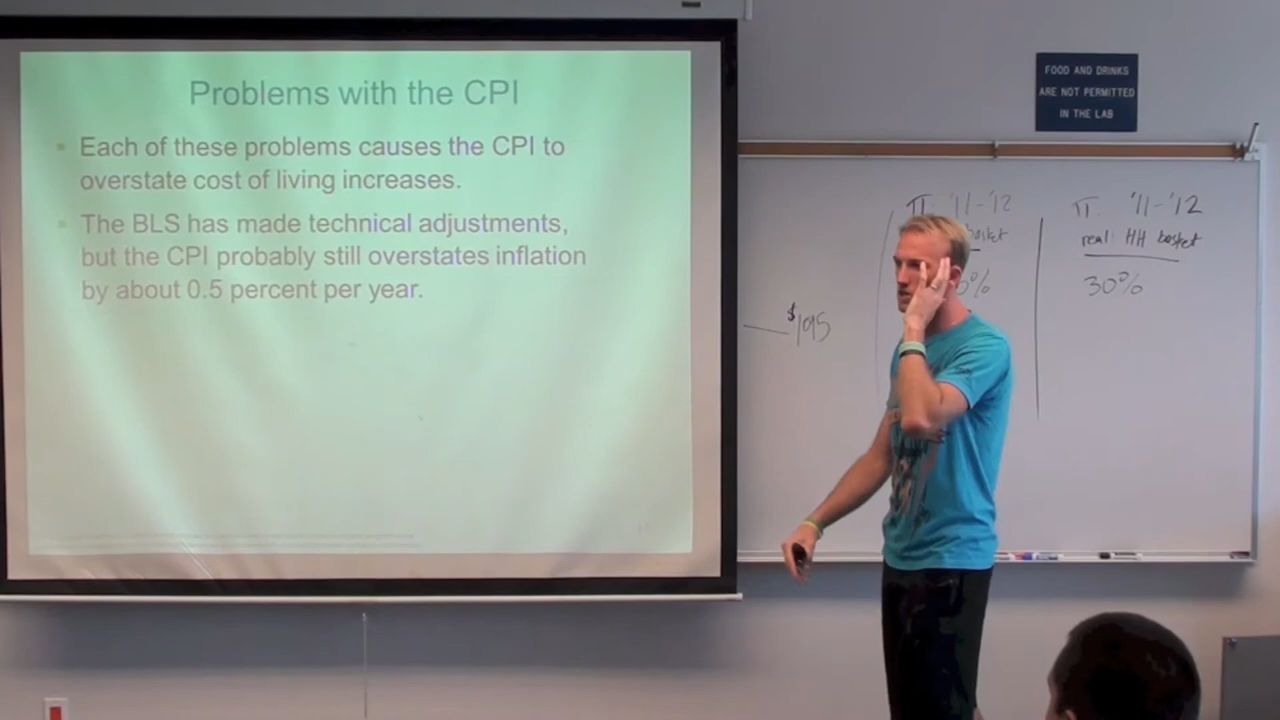 Problems with the CPI
Each of these problems causes the CPI to
overstate cost of living increases.
The BLS has made technical adjustments,
but the CPI probably still overstates inflation
by about 0.5 percent per year.
FOOD AND DRINKS
ARE NOT PERMITTED
IN THE LAB
$195
π '11-'12
basket
0%
π: '11-'12
real: HH basket
30%